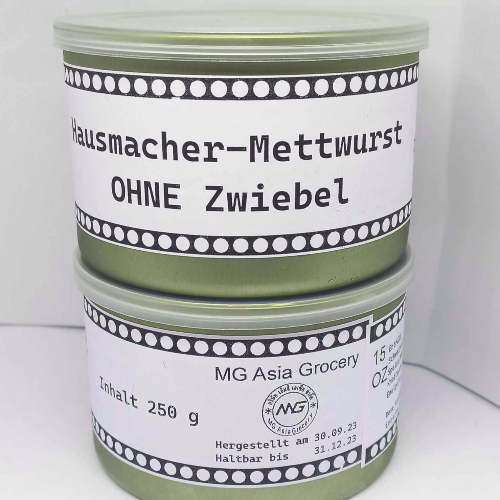 Hausmacher-Mettwurst
OHNE Zwiebel
MG Asia Grocery
Inhalt 250 g
MG Asia Grocery
Hergestellt am 30.09.23
Haltbar bis 31.12.23
15
OZ